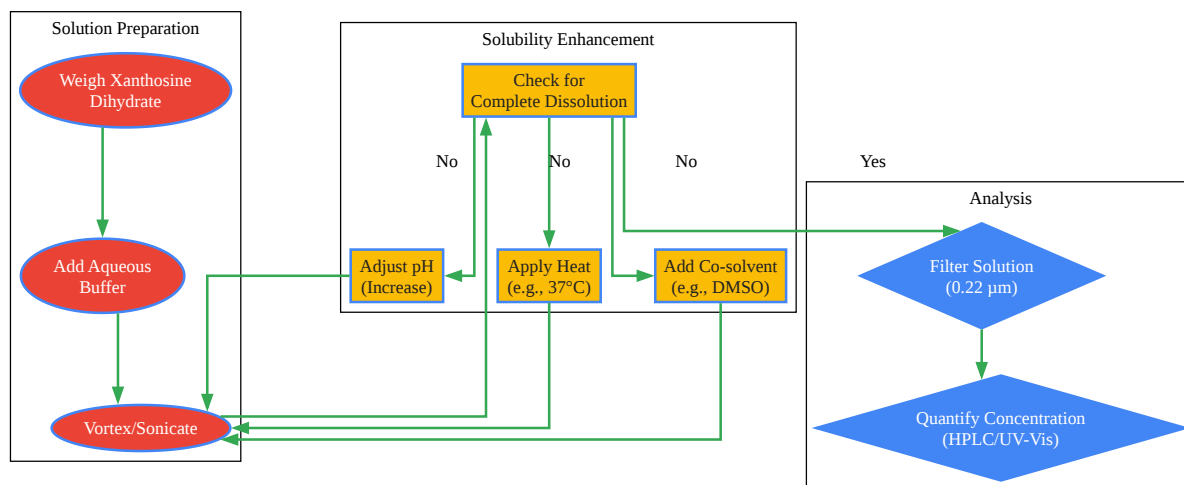 Solution Preparation
Weigh Xanthosine
Dihydrate
Add Aqueous
Buffer
Vortex/Sonicate
Solubility Enhancement
Check for
Complete Dissolution
No
No
No
Adjust pH
(Increase)
Apply Heat
(e.g., 37°C)
Add Co-solvent
(e.g., DMSO)
Yes
Analysis
Filter Solution
(0.22 µm)
Quantify Concentration
(HPLC/UV-Vis)